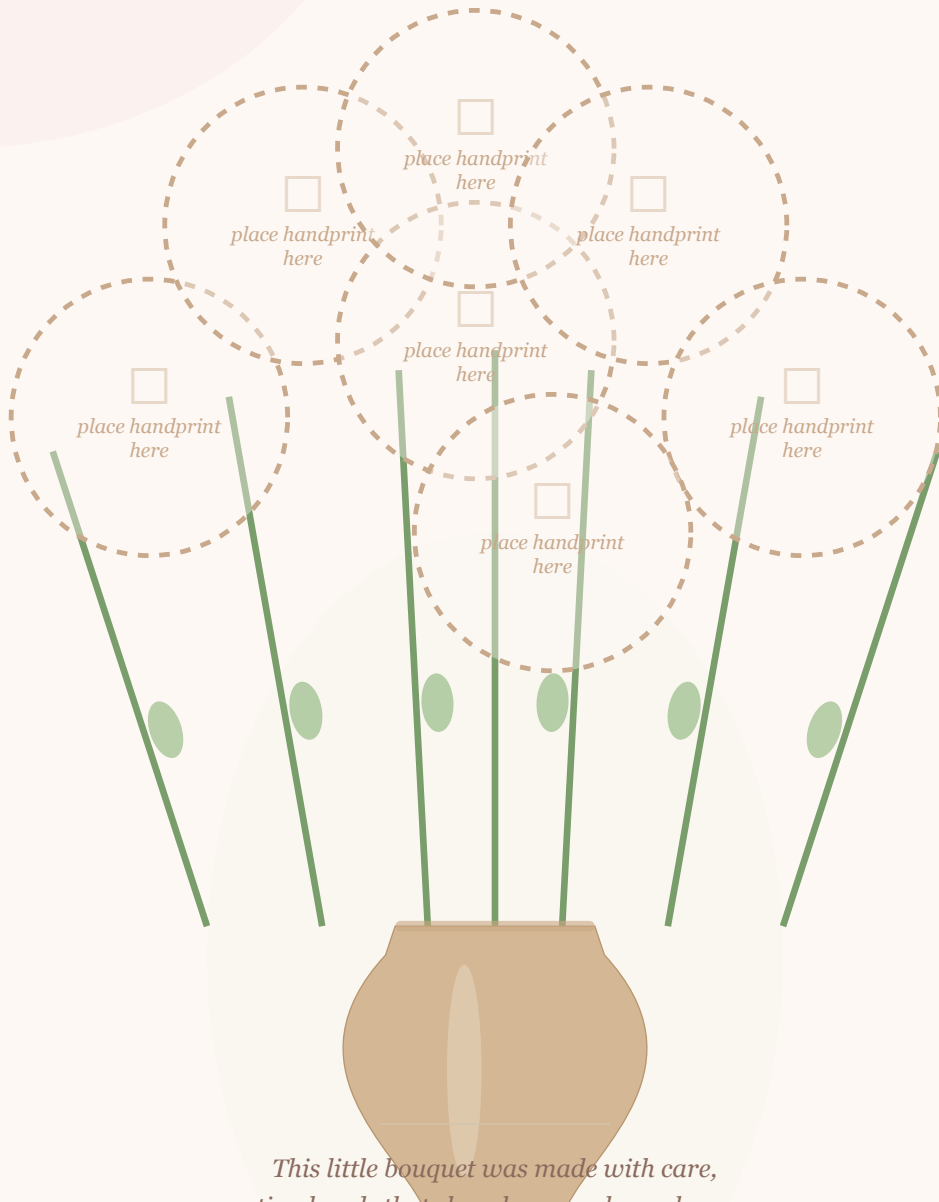 place handprint
here
place handprint
here
place handprint
here
place handprint
here
place handprint
here
place handprint
here
place handprint
here
This little bouquet was made with care,